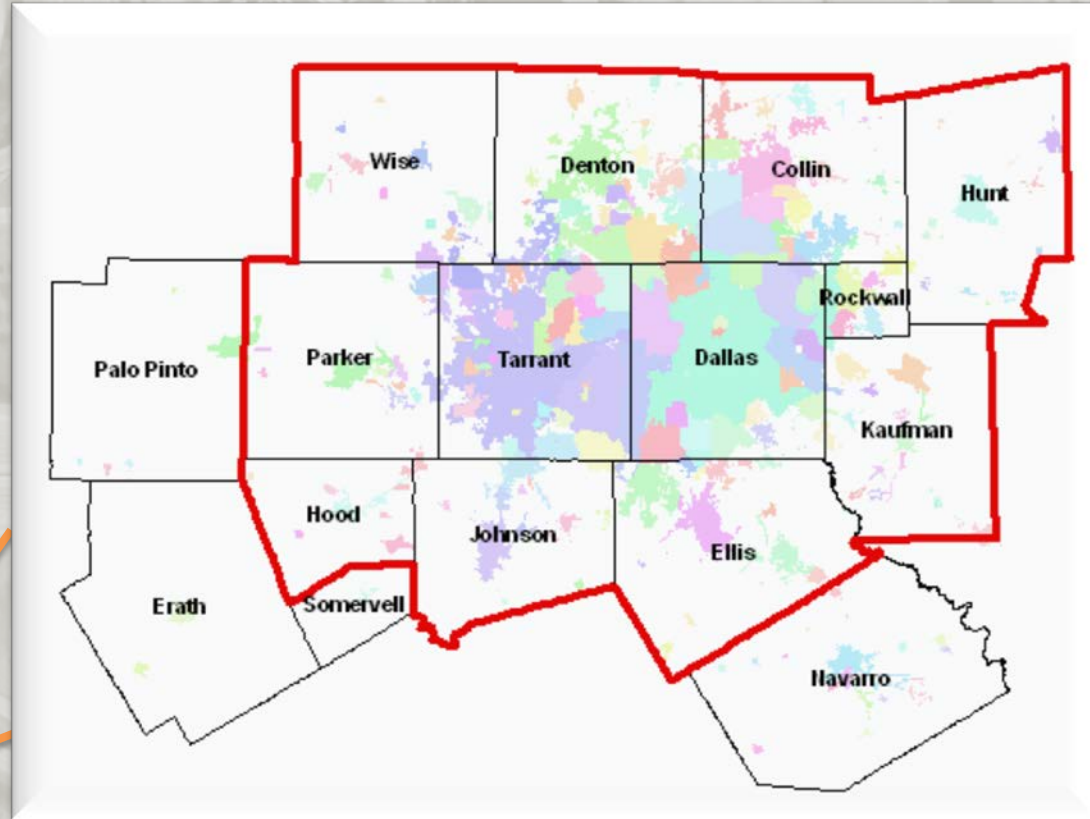 Wise
Denton
Collin
Hunt
Rockwall
Palo Pinto
Parker
Tarrant
Dallas
Kaufman
Hood
Johnson
Ellis
Erath
Somervell
Navarro